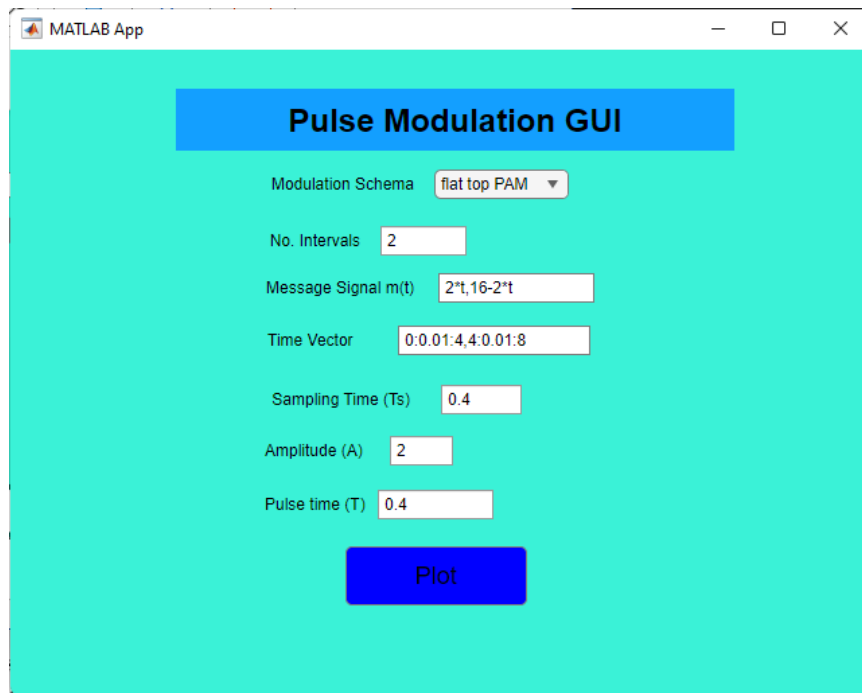 MATLAB App
Pulse Modulation GUI
Modulation Schema flat top PAM
No. Intervals 2
Message Signal m(t) 2*t,16-2*t
Time Vector 0:0.01:4,4:0.01:8
Sampling Time (Ts) 0.4
Amplitude (A) 2
Pulse time (T) 0.4
Plot